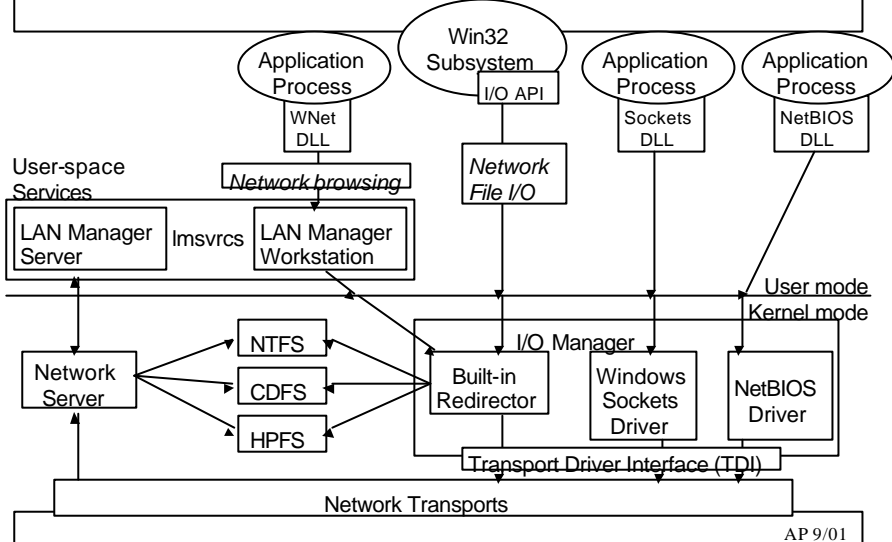 Win32
Subsystem
I/O API
Application
Process
WNet
DLL
Application
Process
Sockets
DLL
Application
Process
NetBIOS
DLL
User-space
Services
Network browsing
Network
File I/O
LAN Manager
Server
lmsvrcs
LAN Manager
Workstation
User mode
Kernel mode
I/O Manager
Network
Server
NTFS
CDFS
HPFS
Built-in
Redirector
Windows
Sockets
Driver
NetBIOS
Driver
Transport Driver Interface (TDI)
Network Transports
AP 9/01